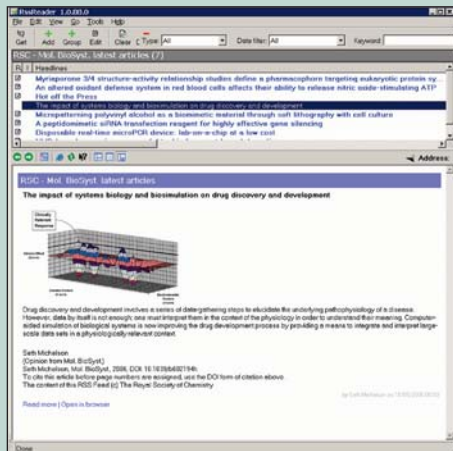 RssReader 1.0.88.0
File Edit View Go Tools Help
Get Add Group Edit Clear Type: All Date filter: All Keyword:
RSC - Mol. BioSyst. latest articles (7)
R ! Headlines
Myriaporone 3/4 structure-activity relationship studies define a pharmacophore targeting eukaryotic protein sy...
An altered oxidant defense system in red blood cells affects their ability to release nitric oxide-stimulating ATP
Hot off the Press
The impact of systems biology and biosimulation on drug discovery and development
Micropatterning polyvinyl alcohol as a biomimetic material through soft lithography with cell culture
A peptidomimetic siRNA transfection reagent for highly effective gene silencing
Disposable real-time microPCR device: lab-on-a-chip at a low cost
Address:
RSC - Mol. BioSyst. latest articles
The impact of systems biology and biosimulation on drug discovery and development
Clinically
Relevant
Response
Drug discovery and development involves a series of data-gathering steps to elucidate the underlying pathophysiology of a disease.
However, data by itself is not enough; one must interpret them in the context of the physiology in order to understand their meaning. Computer-
aided simulation of biological systems is now improving the drug development process by providing a means to integrate and interpret large-
scale data sets in a physiologically relevant context.
Seth Michelson
(Opinion from Mol. BioSyst.)
Seth Michelson, Mol. BioSyst., 2006, DOI: 10.1039/b602194h
To cite this article before page numbers are assigned, use the DOI form of citation above.
The content of this RSS Feed (c) The Royal Society of Chemistry
Read more | Open in browser
Done